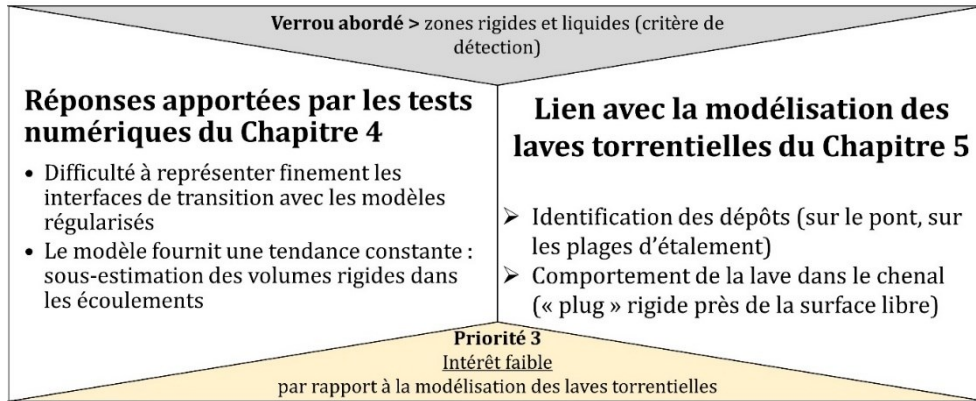 Verrou abordé > zones rigides et liquides (critère de
détection)
Réponses apportées par les tests
numériques du Chapitre 4
• Difficulté à représenter finement les
interfaces de transition avec les modèles
régularisés
• Le modèle fournit une tendance constante :
sous-estimation des volumes rigides dans
les écoulements
Lien avec la modélisation des
laves torrentielles du Chapitre 5
➢ Identification des dépôts (sur le pont, sur
les plages d’étalement)
➢ Comportement de la lave dans le chenal
(« plug » rigide près de la surface libre)
Priorité 3
Intérêt faible
par rapport à la modélisation des laves torrentielles